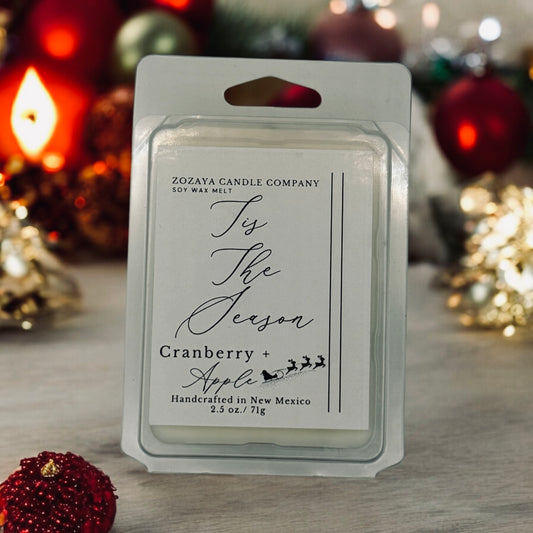 ZOZAYA CANDLE COMPANY
SOY WAX MELT
Tis
The
Season
Cranberry +
Apple
Handcrafted in New Mexico
2.5 oz./ 71g